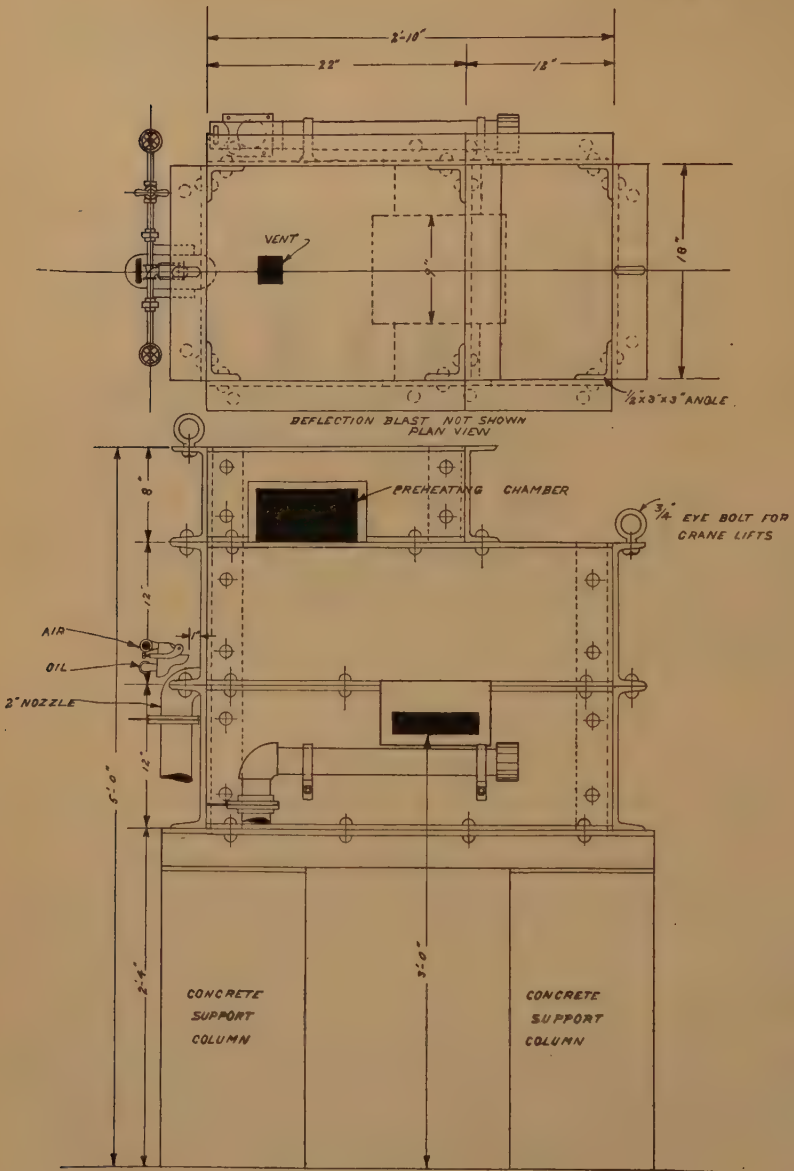 2'-10"
22"
12"
VENT
9"
18"
1/2"x3"x3" ANGLE
DEFLECTION BLAST NOT SHOWN
PLAN VIEW
8"
PREHEATING CHAMBER
3/4" EYE BOLT FOR
CRANE LIFTS
12"
AIR
1"
OIL
2" NOZZLE
12"
5'-0"
2'-4"
3'-0"
CONCRETE
SUPPORT
COLUMN
CONCRETE
SUPPORT
COLUMN